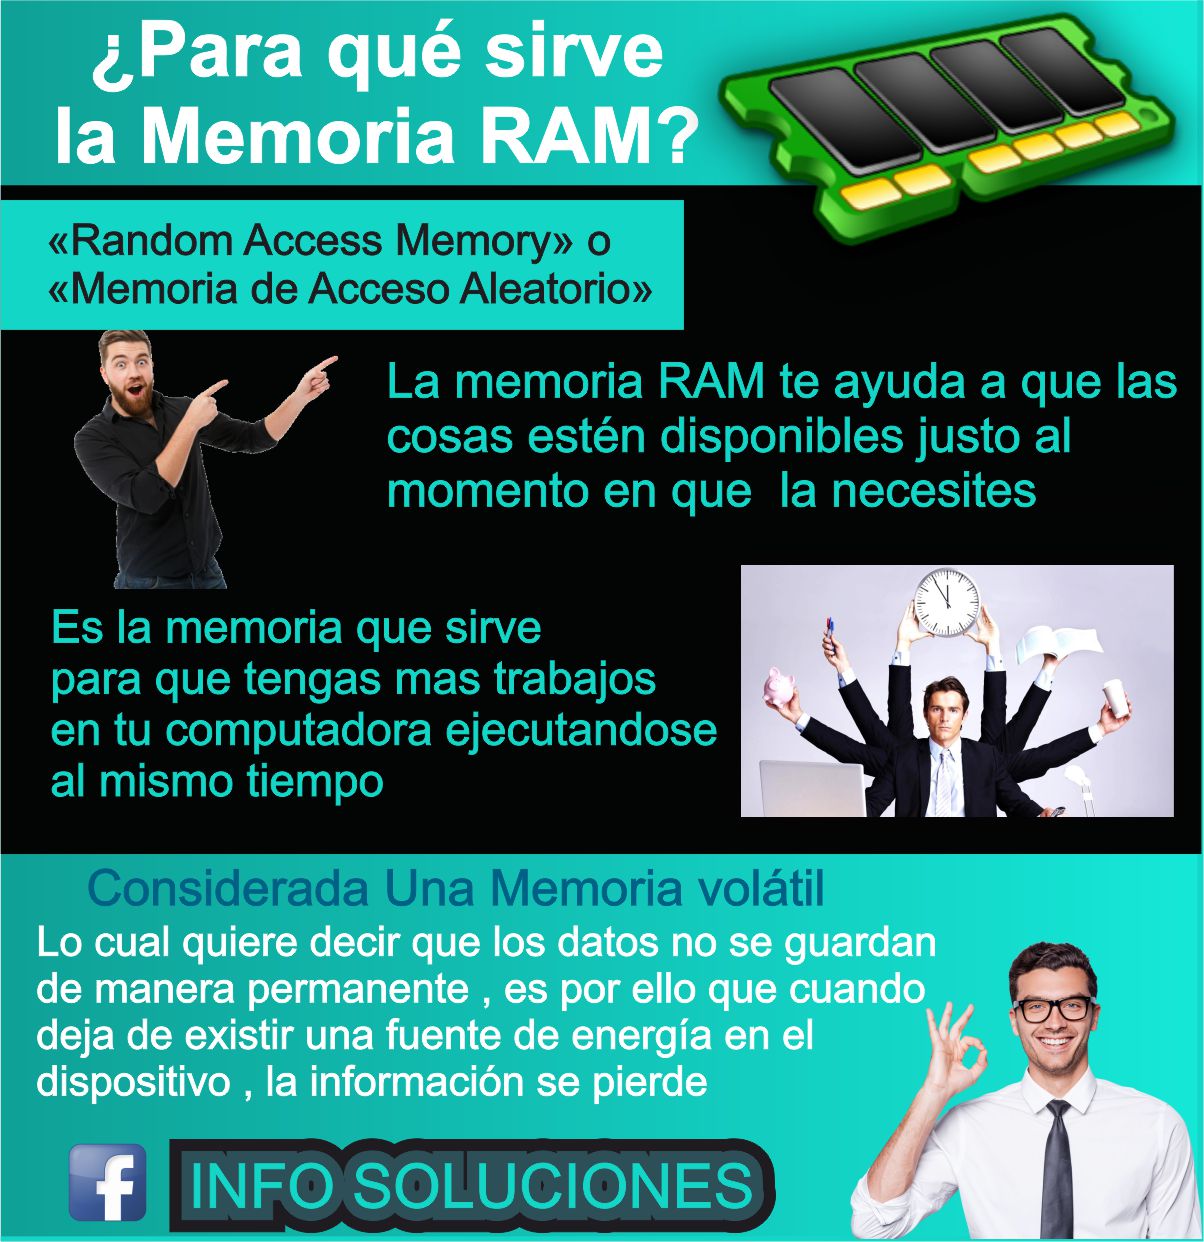 ¿Para qué sirve
la Memoria RAM?
«Random Access Memory» o
«Memoria de Acceso Aleatorio»
La memoria RAM te ayuda a que las
cosas estén disponibles justo al
momento en que  la necesites
Es la memoria que sirve
para que tengas mas trabajos
en tu computadora ejecutandose
al mismo tiempo
Considerada Una Memoria volátil
Lo cual quiere decir que los datos no se guardan
de manera permanente , es por ello que cuando
deja de existir una fuente de energía en el
dispositivo , la información se pierde
f INFO SOLUCIONES